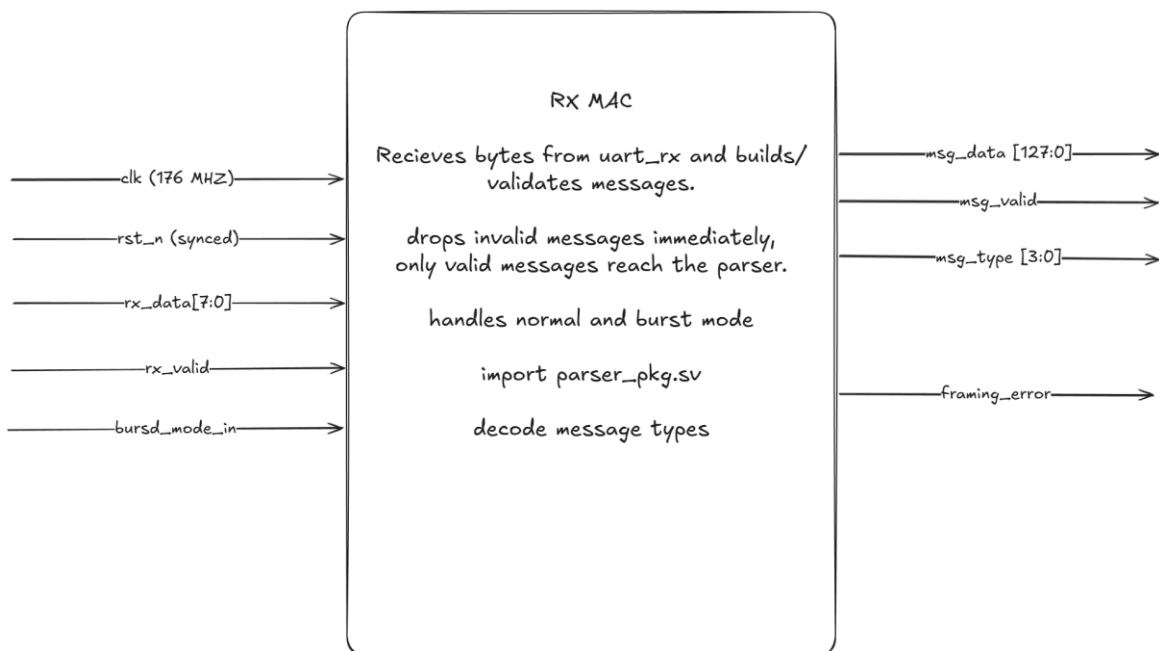 RX MAC
Recieves bytes from uart_rx and builds/
validates messages.
drops invalid messages immediately,
only valid messages reach the parser.
handles normal and burst mode
import parser_pkg.sv
decode message types
clk (176 MHZ)
rst_n (synced)
rx_data[7:0]
rx_valid
bursd_mode_in
msg_data [127:0]
msg_valid
msg_type [3:0]
framing_error